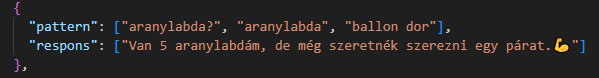 {
"pattern": ["aranylabda?", "aranylabda", "ballon dor"],
"respons": ["Van 5 aranylabdám, de még szeretnék szerezni egy párat.💪"]
},